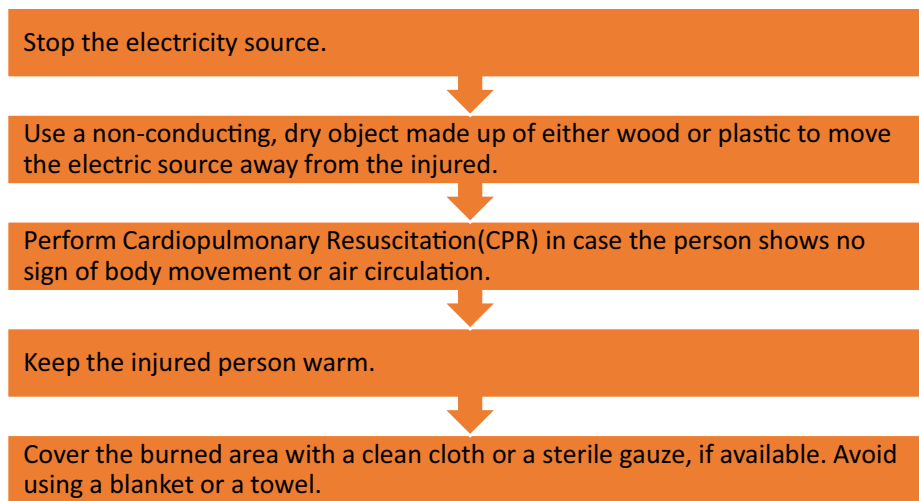 Stop the electricity source.
Use a non-conducting, dry object made up of either wood or plastic to move
the electric source away from the injured.
Perform Cardiopulmonary Resuscitation(CPR) in case the person shows no
sign of body movement or air circulation.
Keep the injured person warm.
Cover the burned area with a clean cloth or a sterile gauze, if available. Avoid
using a blanket or a towel.